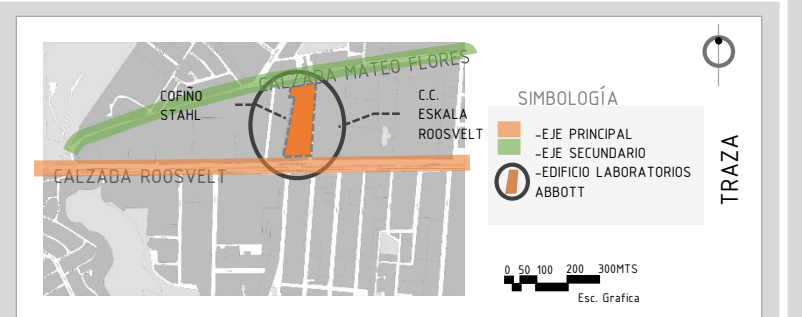 CALZADA MATEO FLORES
COFIÑO
STAHL
C.C.
ESKALA
ROOSVELT
CALZADA ROOSVELT
SIMBOLOGÍA
-EJE PRINCIPAL
-EJE SECUNDARIO
-EDIFICIO LABORATORIOS
ABBOTT
TRAZA
0 50 100 200 300MTS
Esc. Grafica